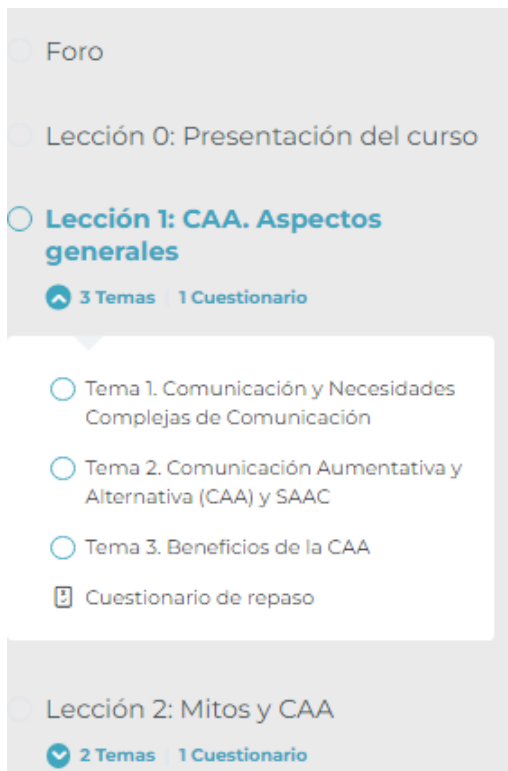 Foro
Lección 0: Presentación del curso
Lección 1: CAA. Aspectos
generales
3 Temas 1 Cuestionario
Tema 1. Comunicación y Necesidades
Complejas de Comunicación
Tema 2. Comunicación Aumentativa y
Alternativa (CAA) y SAAC
Tema 3. Beneficios de la CAA
Cuestionario de repaso
Lección 2: Mitos y CAA
2 Temas 1 Cuestionario